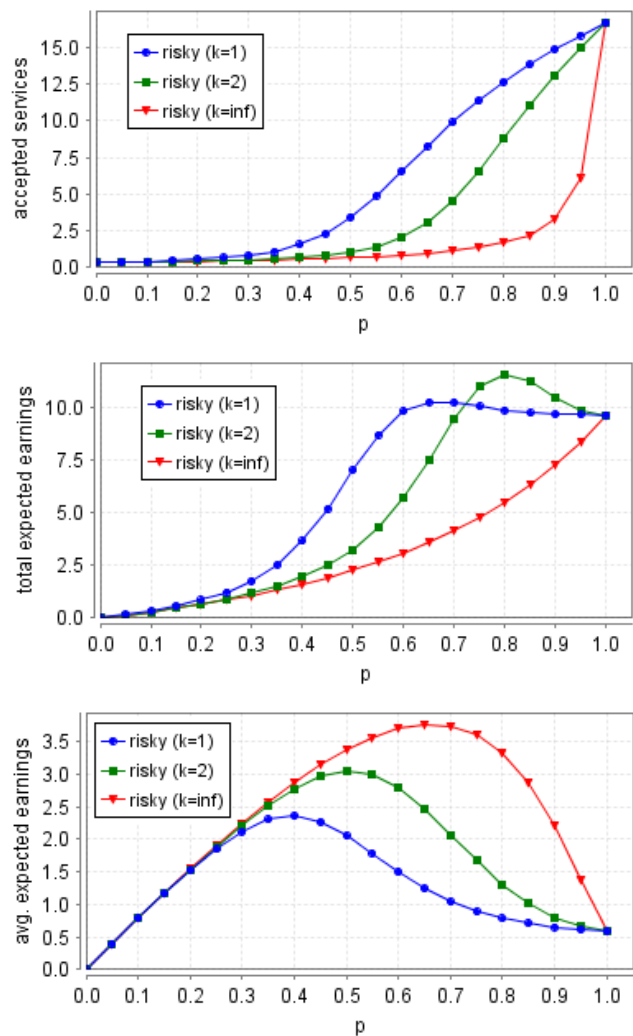 accepted services
15.0
12.5
10.0
7.5
5.0
2.5
0.0
risky (k=1)
risky (k=2)
risky (k=inf)
0.0 0.1 0.2 0.3 0.4 0.5 0.6 0.7 0.8 0.9 1.0
p
total expected earnings
10.0
7.5
5.0
2.5
0.0
risky (k=1)
risky (k=2)
risky (k=inf)
0.0 0.1 0.2 0.3 0.4 0.5 0.6 0.7 0.8 0.9 1.0
p
avg. expected earnings
3.5
3.0
2.5
2.0
1.5
1.0
0.5
0.0
risky (k=1)
risky (k=2)
risky (k=inf)
0.0 0.1 0.2 0.3 0.4 0.5 0.6 0.7 0.8 0.9 1.0
p